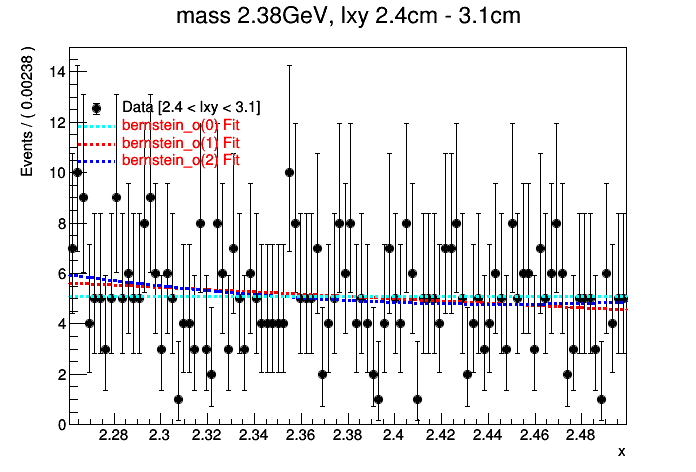 mass 2.38GeV, lxy 2.4cm - 3.1cm
Events / ( 0.00238 )
14
12
10
8
6
4
2
0
Data [2.4 < lxy < 3.1]
bernstein_o(0) Fit
bernstein_o(1) Fit
bernstein_o(2) Fit
2.28 2.3 2.32 2.34 2.36 2.38 2.4 2.42 2.44 2.46 2.48
x